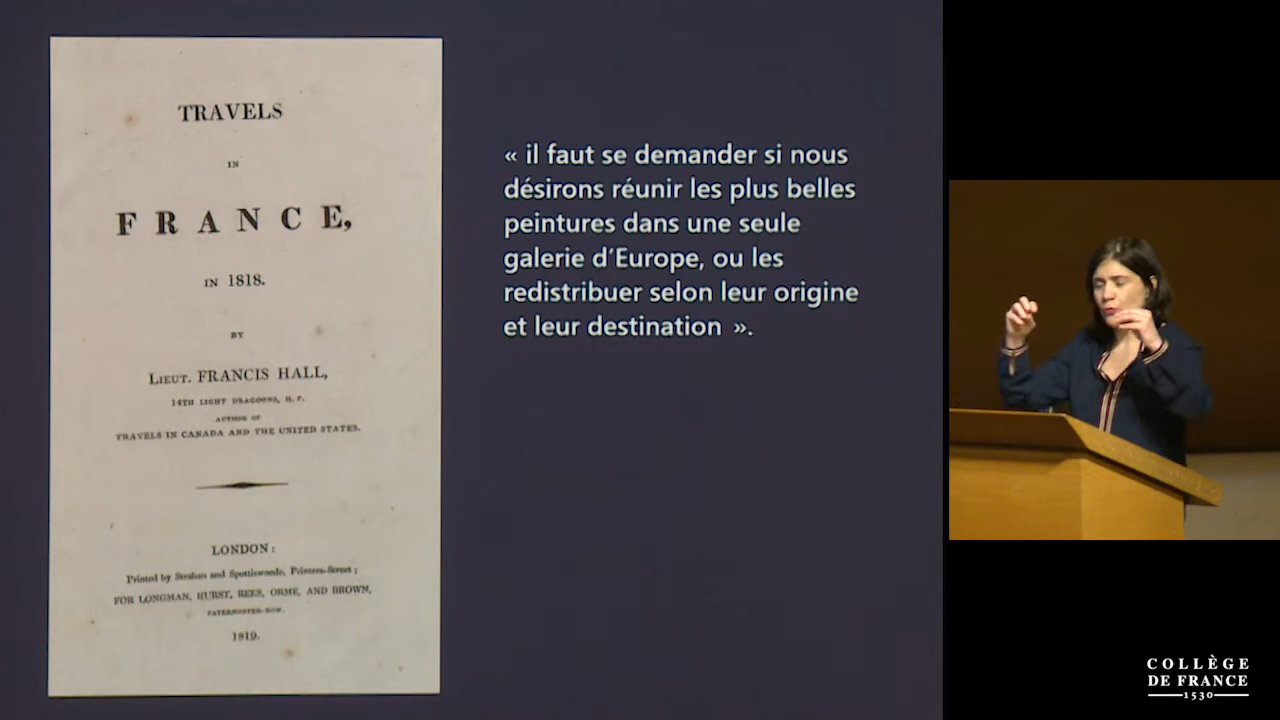 TRAVELS
IN
FRANCE,
IN 1818.
BY
LIEUT. FRANCIS HALL,
14TH LIGHT DRAGOONS, H. P.
AUTHOR OF
TRAVELS IN CANADA AND THE UNITED STATES.
LONDON:
Printed by Strahan and Spottiswoode, Printers-Street;
FOR LONGMAN, HURST, REES, ORME, AND BROWN,
PATERNOSTER-ROW.
1819.
« il faut se demander si nous
désirons réunir les plus belles
peintures dans une seule
galerie d’Europe, ou les
redistribuer selon leur origine
et leur destination ».
COLLÈGE
DE FRANCE
1530